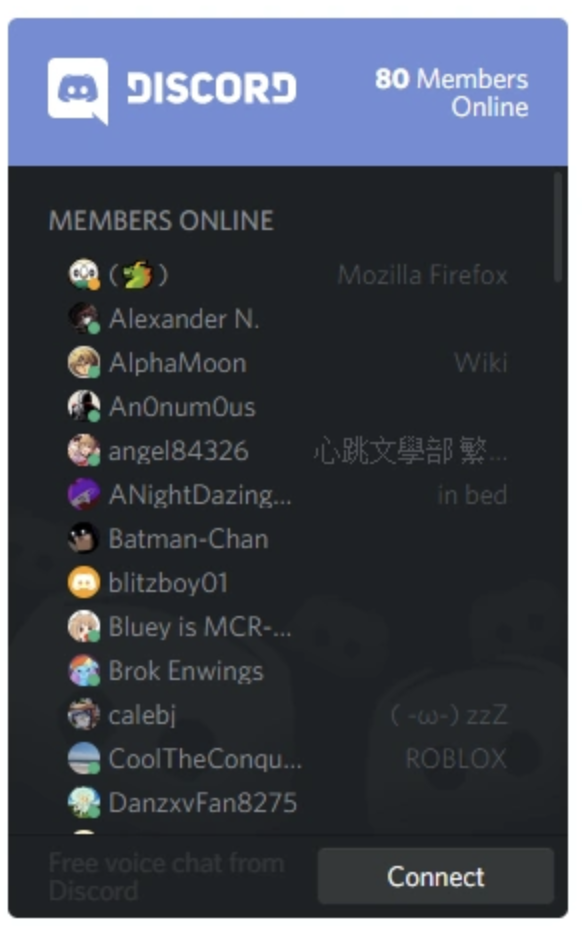 DISCORD
80 Members
Online
MEMBERS ONLINE
(🐲) Mozilla Firefox
Alexander N.
AlphaMoon Wiki
An0num0us
angel84326 心跳文學部 繁...
ANightDazing... in bed
Batman-Chan
blitzboy01
Bluey is MCR-...
Brok Enwings
calebj ( -ω-) zzZ
CoolTheConqu... ROBLOX
DanzxvFan8275
Free voice chat from
Discord
Connect